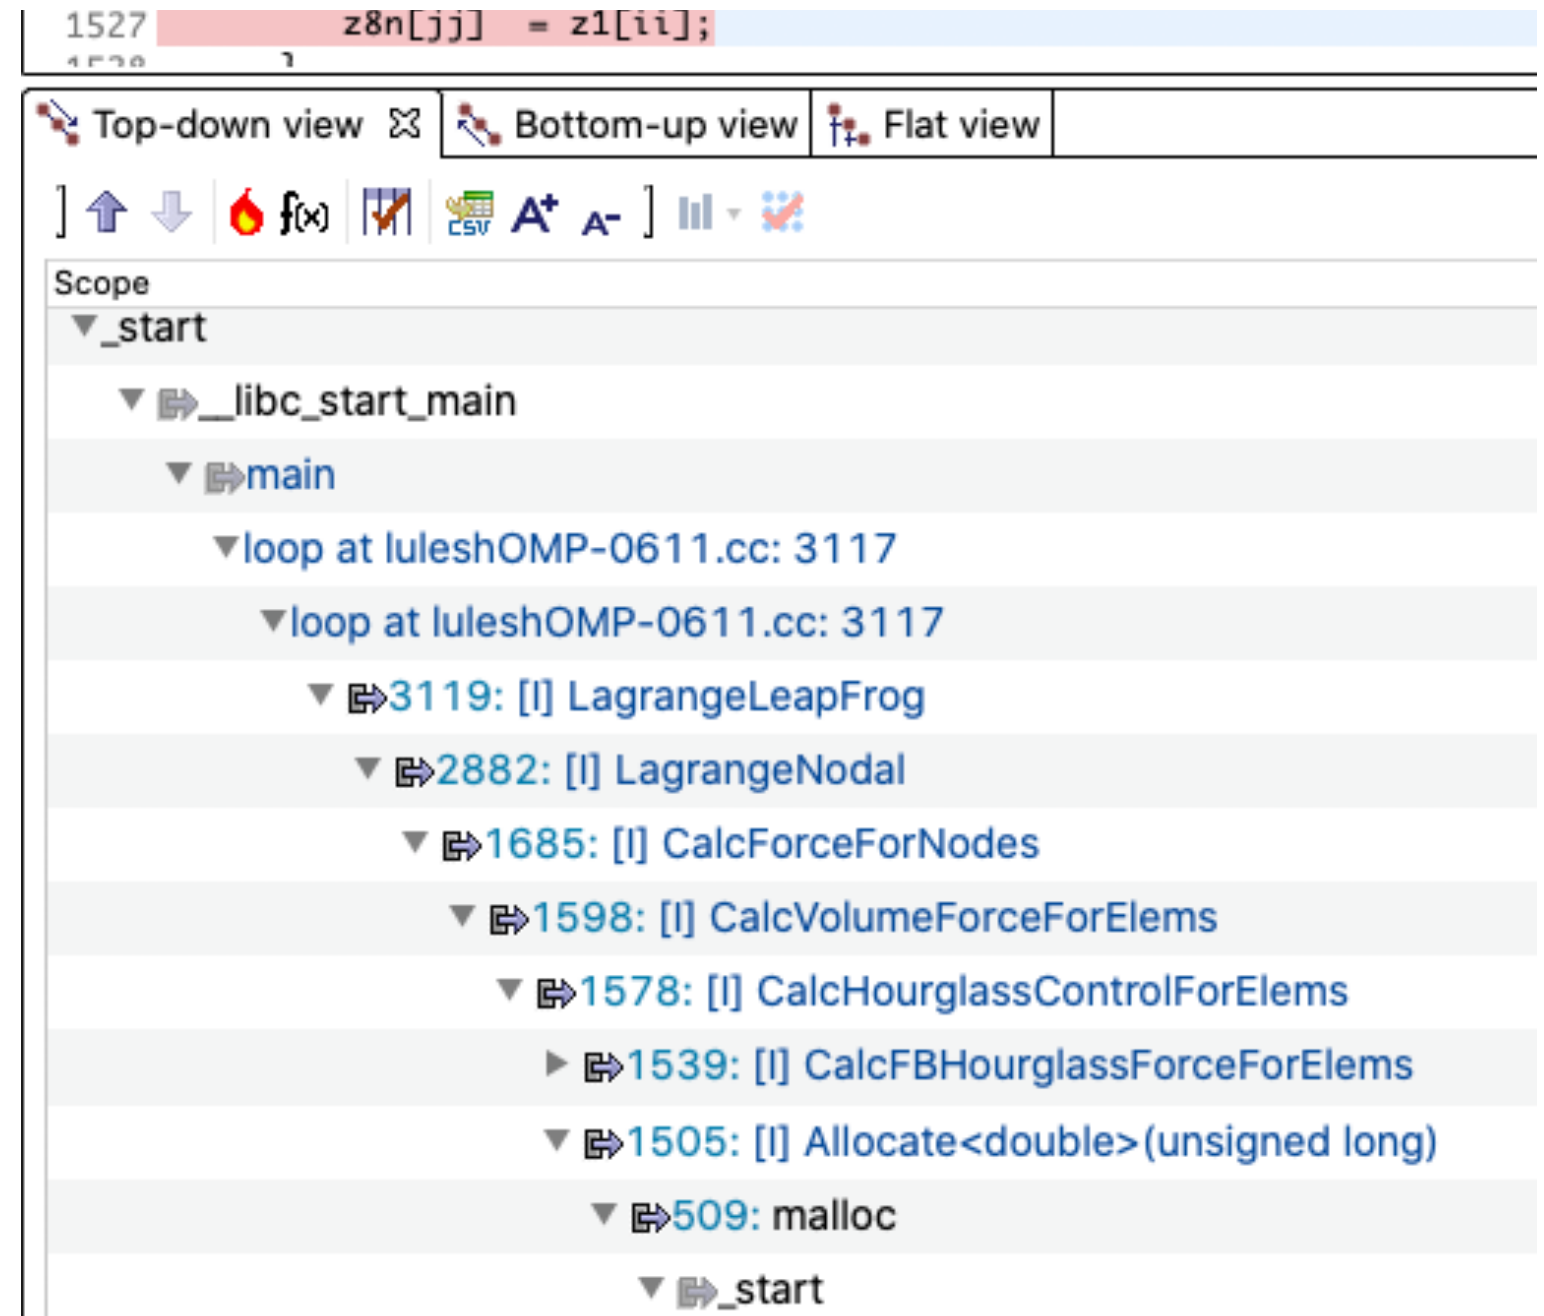 1527 z8n[jj] = z1[ii];
1528 }
Top-down view Bottom-up view Flat view
] f(x) CSV A+ A- ]
Scope
_start
__libc_start_main
main
loop at luleshOMP-0611.cc: 3117
loop at luleshOMP-0611.cc: 3117
3119: [I] LagrangeLeapFrog
2882: [I] LagrangeNodal
1685: [I] CalcForceForNodes
1598: [I] CalcVolumeForceForElems
1578: [I] CalcHourglassControlForElems
1539: [I] CalcFBHourglassForceForElems
1505: [I] Allocate<double>(unsigned long)
509: malloc
_start